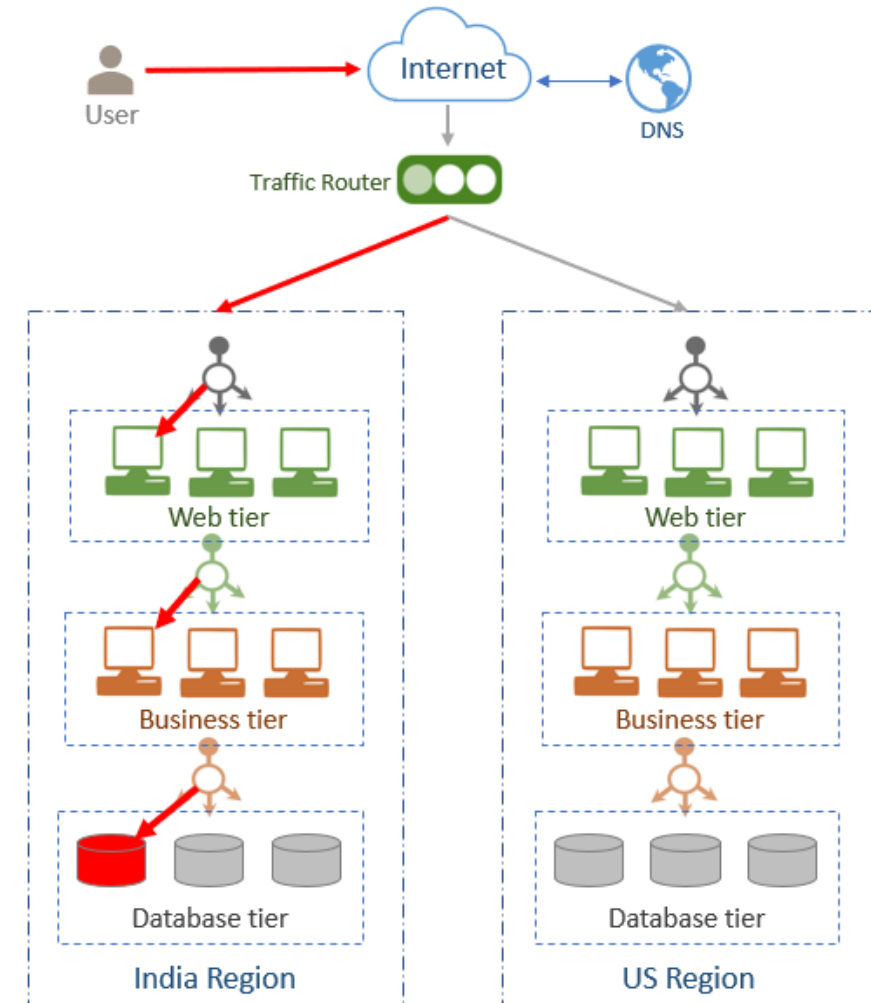 Internet
User
DNS
Traffic Router
Web tier
Web tier
Business tier
Business tier
Database tier
Database tier
India Region
US Region